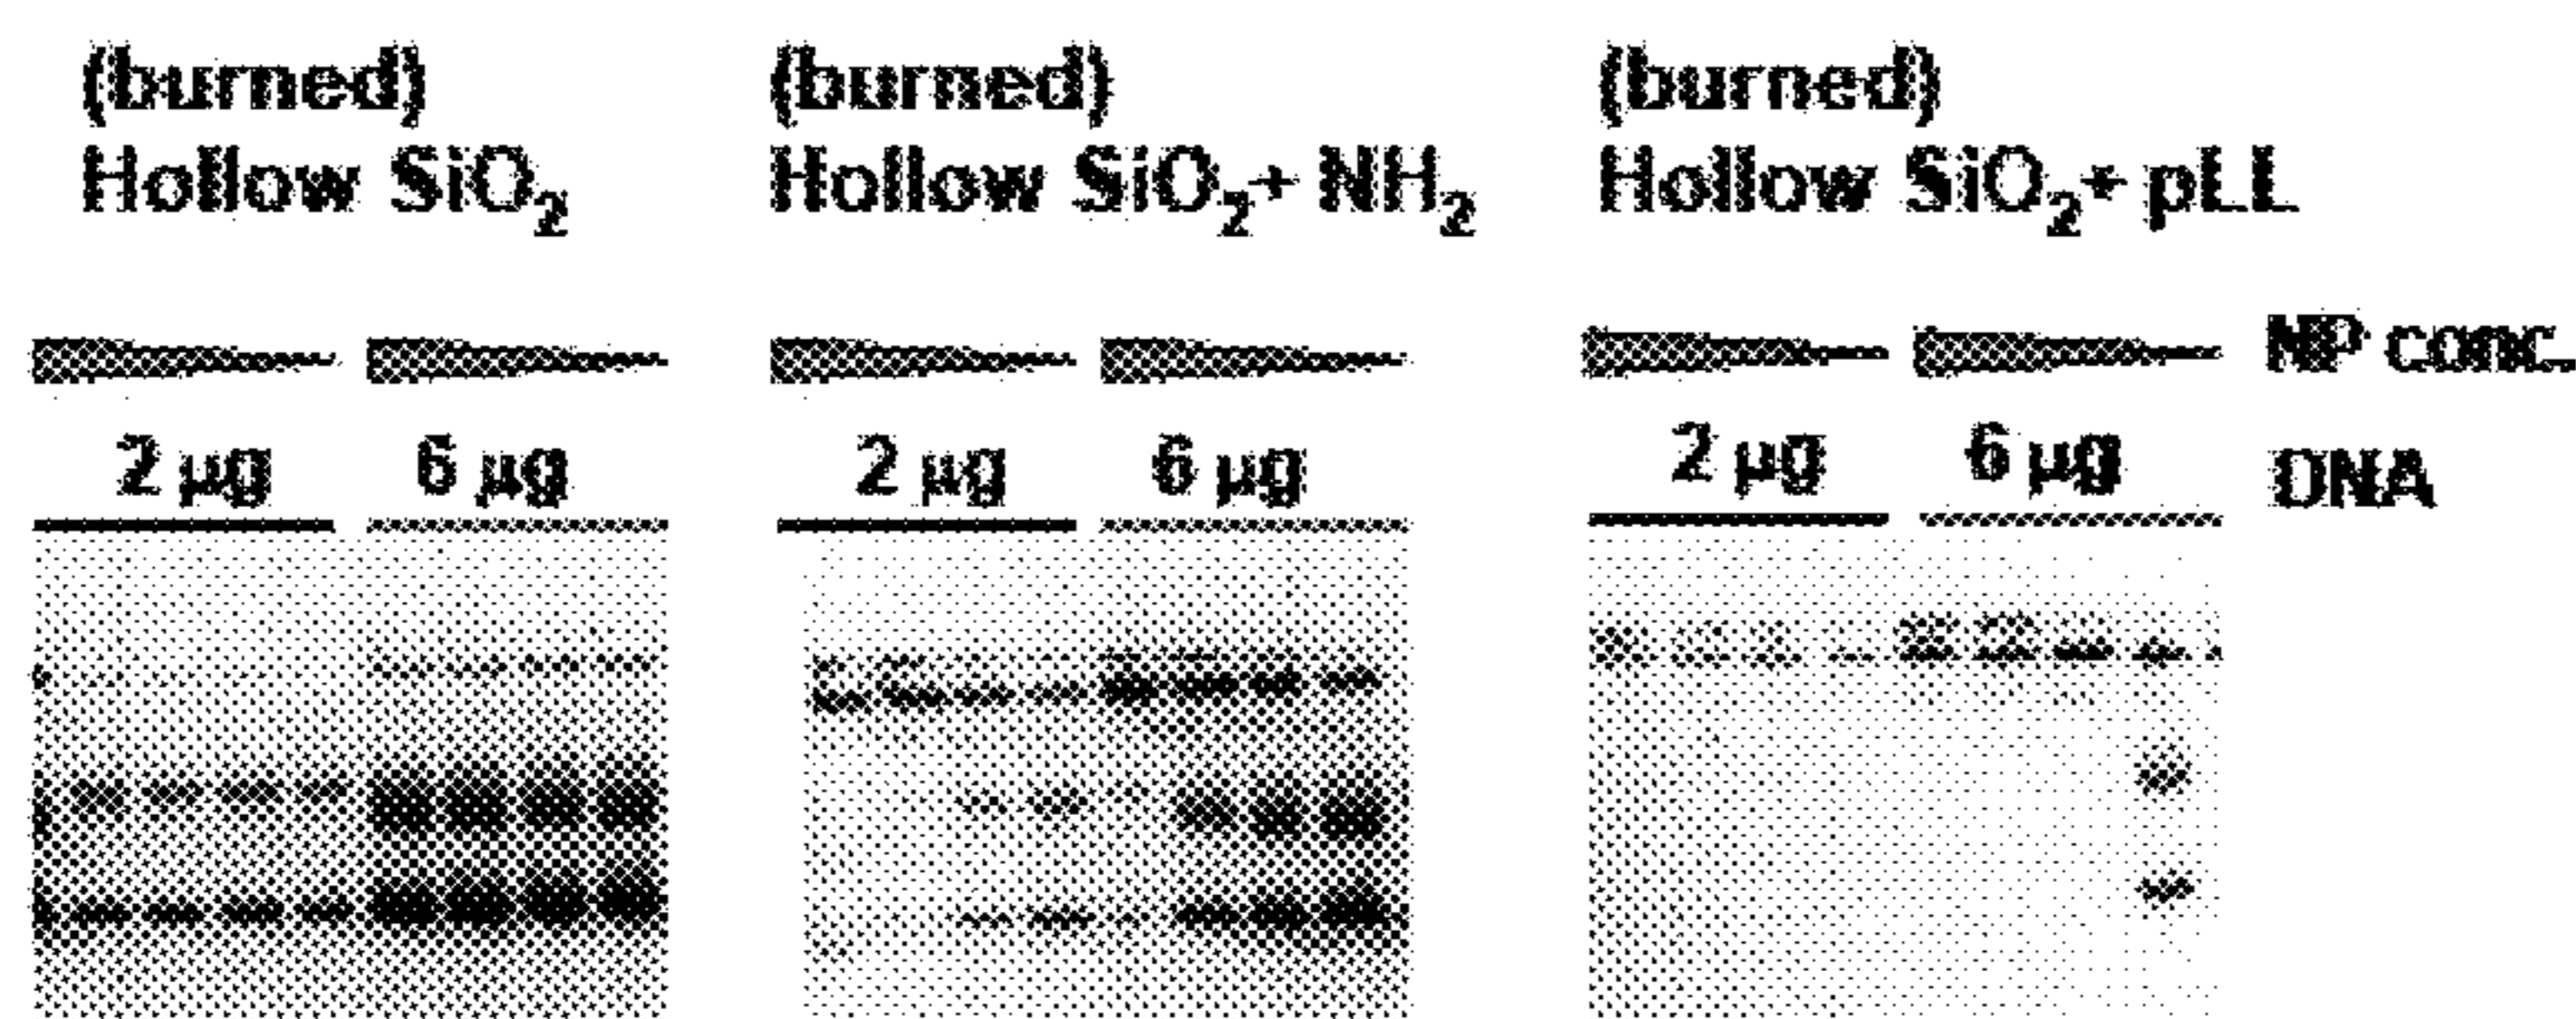 (burned)
Hollow SiO₂
(burned)
Hollow SiO₂+ NH₂
(burned)
Hollow SiO₂+ pLL
NP conc.
2 µg 6 µg
2 µg 6 µg
2 µg 6 µg
DNA